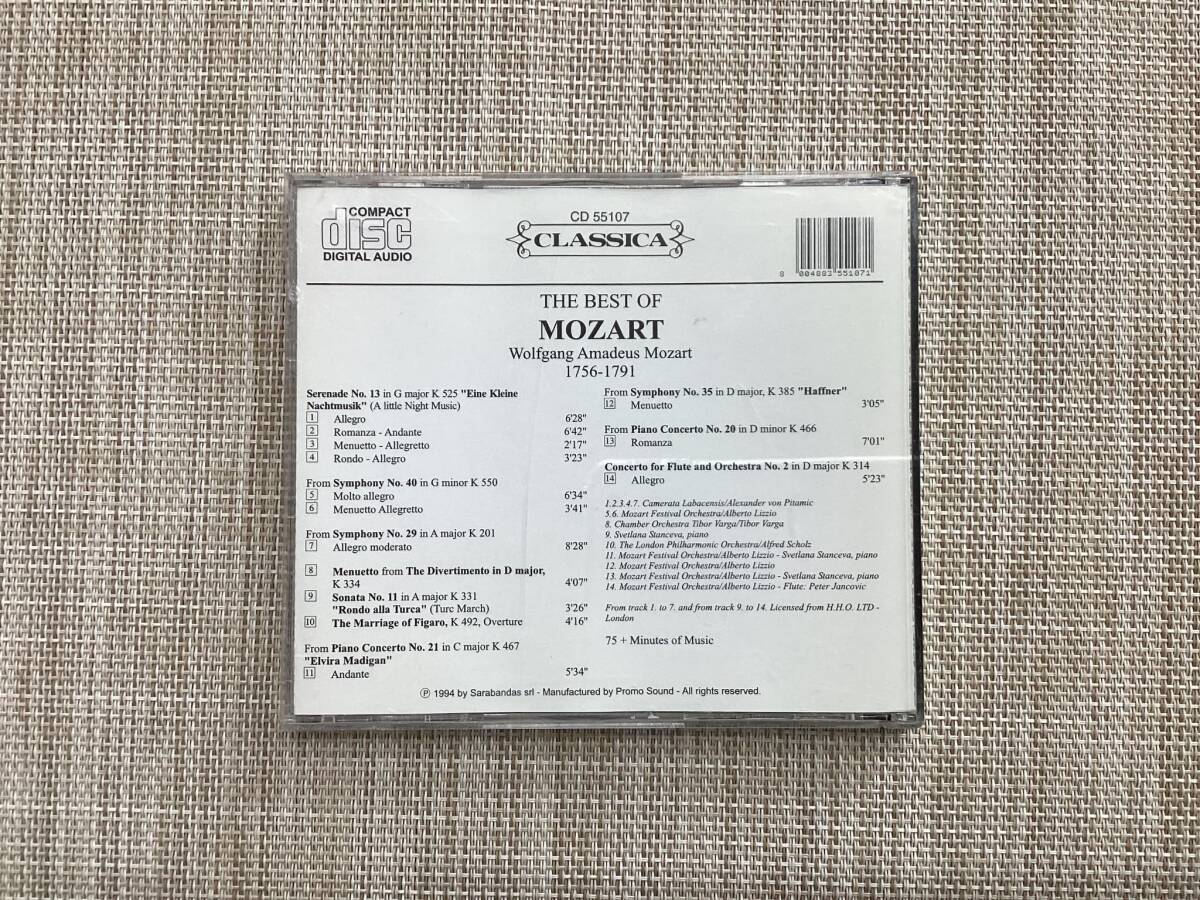 COMPACT
disc
DIGITAL AUDIO
CD 55107
CLASSICA
8 004883 551071
THE BEST OF
MOZART
Wolfgang Amadeus Mozart
1756-1791
Serenade No. 13 in G major K 525 "Eine Kleine
Nachtmusik" (A little Night Music)
1 Allegro 6'28"
2 Romanza - Andante 6'42"
3 Menuetto - Allegretto 2'17"
4 Rondo - Allegro 3'23"
From Symphony No. 40 in G minor K 550
5 Molto allegro 6'34"
6 Menuetto Allegretto 3'41"
From Symphony No. 29 in A major K 201
7 Allegro moderato 8'28"
8 Menuetto from The Divertimento in D major,
K 334 4'07"
9 Sonata No. 11 in A major K 331
"Rondo alla Turca" (Turc March) 3'26"
10 The Marriage of Figaro, K 492, Overture 4'16"
From Piano Concerto No. 21 in C major K 467
"Elvira Madigan"
11 Andante 5'34"
From Symphony No. 35 in D major, K 385 "Haffner"
12 Menuetto 3'05"
From Piano Concerto No. 20 in D minor K 466
13 Romanza 7'01"
Concerto for Flute and Orchestra No. 2 in D major K 314
14 Allegro 5'23"
1.2.3.4.7. Camerata Labacensis/Alexander von Pitamic
5.6. Mozart Festival Orchestra/Alberto Lizzio
8. Chamber Orchestra Tibor Varga/Tibor Varga
9. Svetlana Stanceva, piano
10. The London Philharmonic Orchestra/Alfred Scholz
11. Mozart Festival Orchestra/Alberto Lizzio - Svetlana Stanceva, piano
12. Mozart Festival Orchestra/Alberto Lizzio
13. Mozart Festival Orchestra/Alberto Lizzio - Svetlana Stanceva, piano
14. Mozart Festival Orchestra/Alberto Lizzio - Flute: Peter Jancovic
From track 1. to 7. and from track 9. to 14. Licensed from H.H.O. LTD -
London
75 + Minutes of Music
℗ 1994 by Sarabandas srl - Manufactured by Promo Sound - All rights reserved.